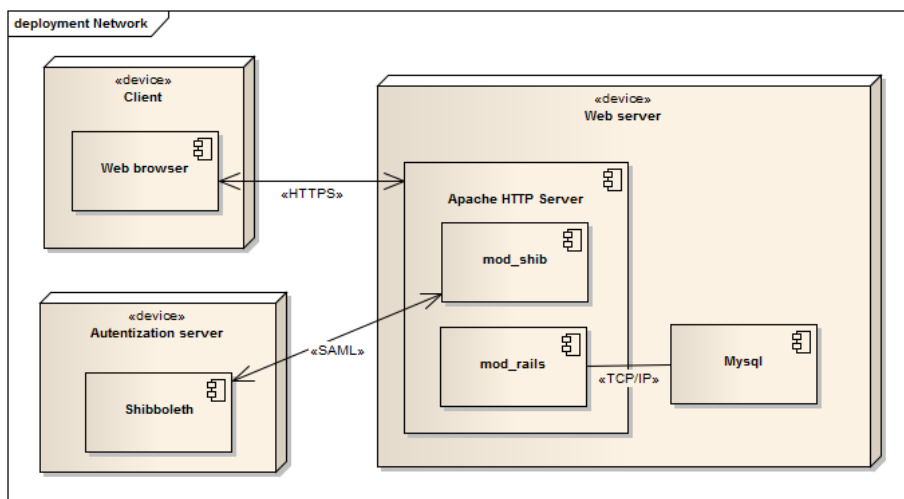 deployment Network
«device»
Client
Web browser
«HTTPS»
«device»
Web server
Apache HTTP Server
mod_shib
«device»
Autentization server
«SAML»
Shibboleth
mod_rails
«TCP/IP»
Mysql